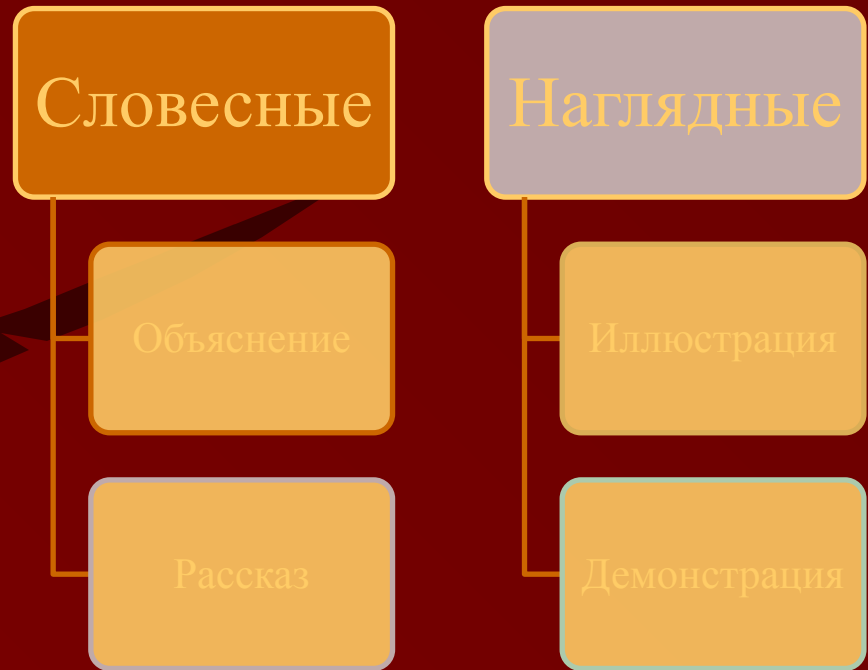 Словесные
Объяснение
Рассказ
Наглядные
Иллюстрация
Демонстрация